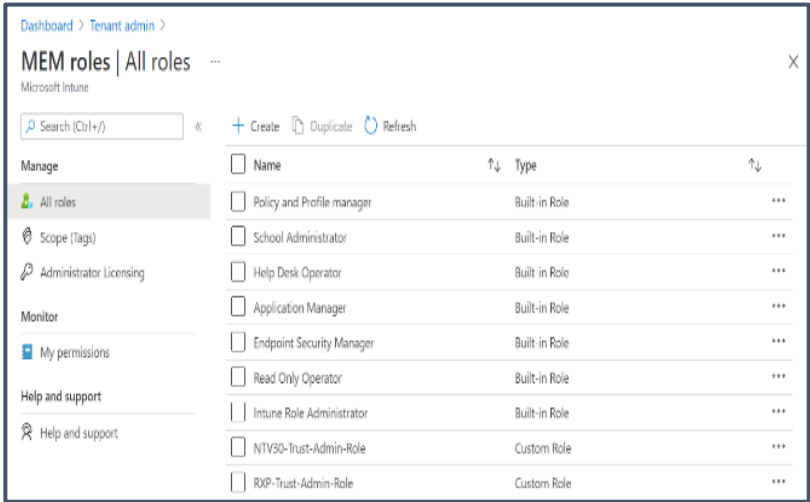 Dashboard > Tenant admin >
MEM roles | All roles ...
Microsoft Intune
Search (Ctrl+/)
«
Create Duplicate Refresh
Manage
All roles
Scope (Tags)
Administrator Licensing
Monitor
My permissions
Help and support
Help and support
Name Type
Policy and Profile manager Built-in Role
School Administrator Built-in Role
Help Desk Operator Built-in Role
Application Manager Built-in Role
Endpoint Security Manager Built-in Role
Read Only Operator Built-in Role
Intune Role Administrator Built-in Role
NTV30-Trust-Admin-Role Custom Role
RXP-Trust-Admin-Role Custom Role